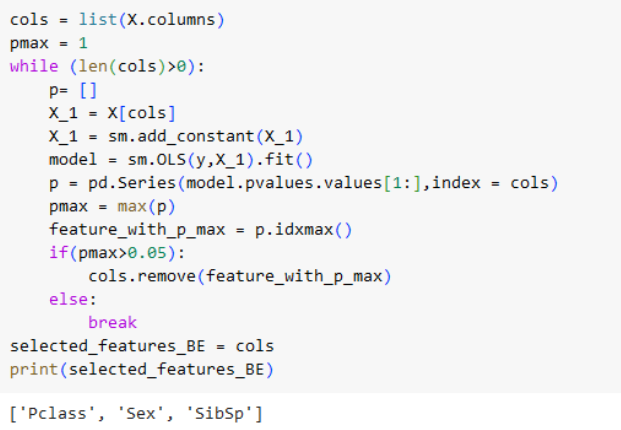 cols = list(X.columns)
pmax = 1
while (len(cols)>0):
    p= []
    X_1 = X[cols]
    X_1 = sm.add_constant(X_1)
    model = sm.OLS(y,X_1).fit()
    p = pd.Series(model.pvalues.values[1:],index = cols)
    pmax = max(p)
    feature_with_p_max = p.idxmax()
    if(pmax>0.05):
        cols.remove(feature_with_p_max)
    else:
        break
selected_features_BE = cols
print(selected_features_BE)
['Pclass', 'Sex', 'SibSp']